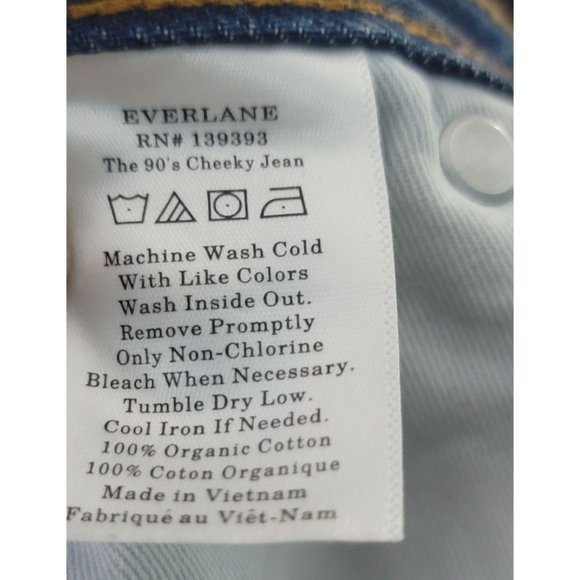 EVERLANE
RN# 139393
The 90's Cheeky Jean
Machine Wash Cold
With Like Colors
Wash Inside Out.
Remove Promptly
Only Non-Chlorine
Bleach When Necessary.
Tumble Dry Low.
Cool Iron If Needed.
100% Organic Cotton
100% Coton Organique
Made in Vietnam
Fabriqué au Viêt-Nam